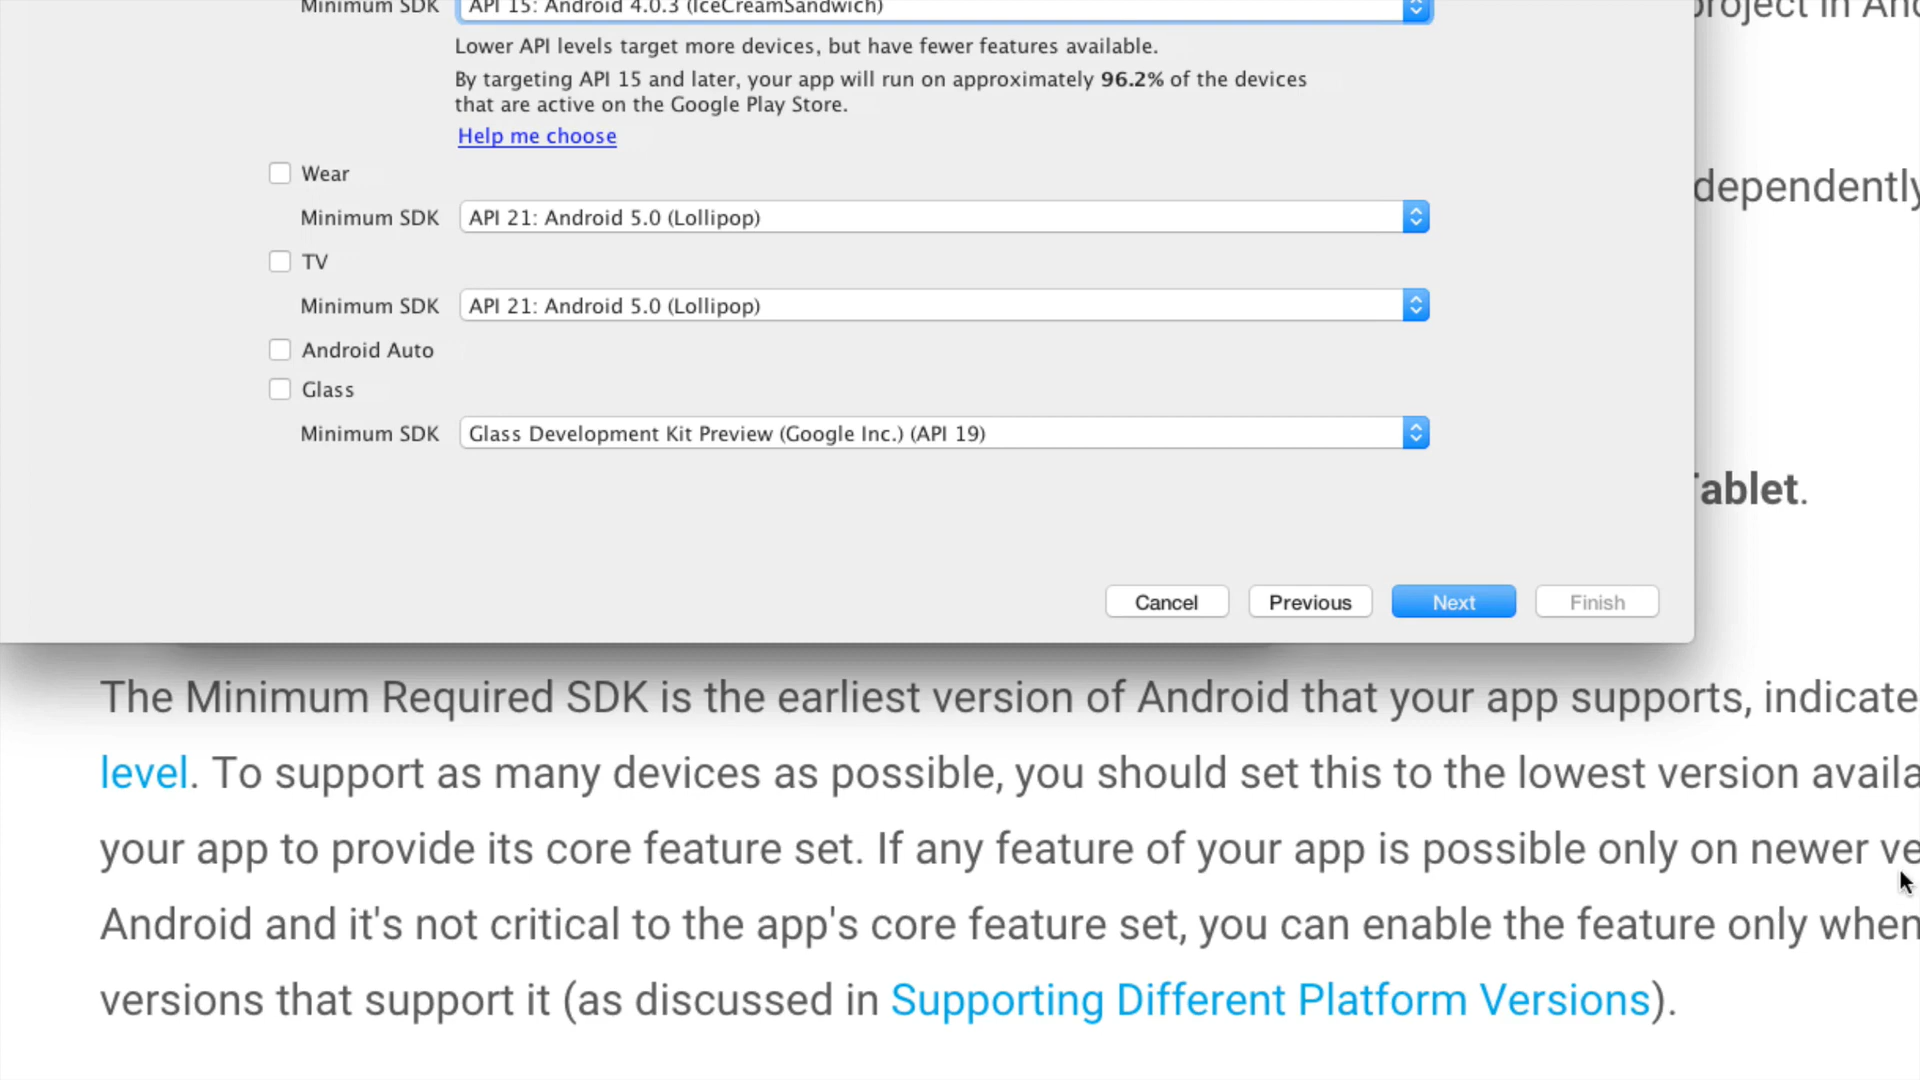 Minimum SDK API 15: Android 4.0.3 (IceCreamSandwich)
project in And
Lower API levels target more devices, but have fewer features available.
By targeting API 15 and later, your app will run on approximately 96.2% of the devices
that are active on the Google Play Store.
Help me choose
Wear
dependently
Minimum SDK API 21: Android 5.0 (Lollipop)
TV
Minimum SDK API 21: Android 5.0 (Lollipop)
Android Auto
Glass
Minimum SDK Glass Development Kit Preview (Google Inc.) (API 19)
Tablet.
Cancel Previous Next Finish
The Minimum Required SDK is the earliest version of Android that your app supports, indicate
level. To support as many devices as possible, you should set this to the lowest version availa
your app to provide its core feature set. If any feature of your app is possible only on newer ve
Android and it's not critical to the app's core feature set, you can enable the feature only when
versions that support it (as discussed in Supporting Different Platform Versions).